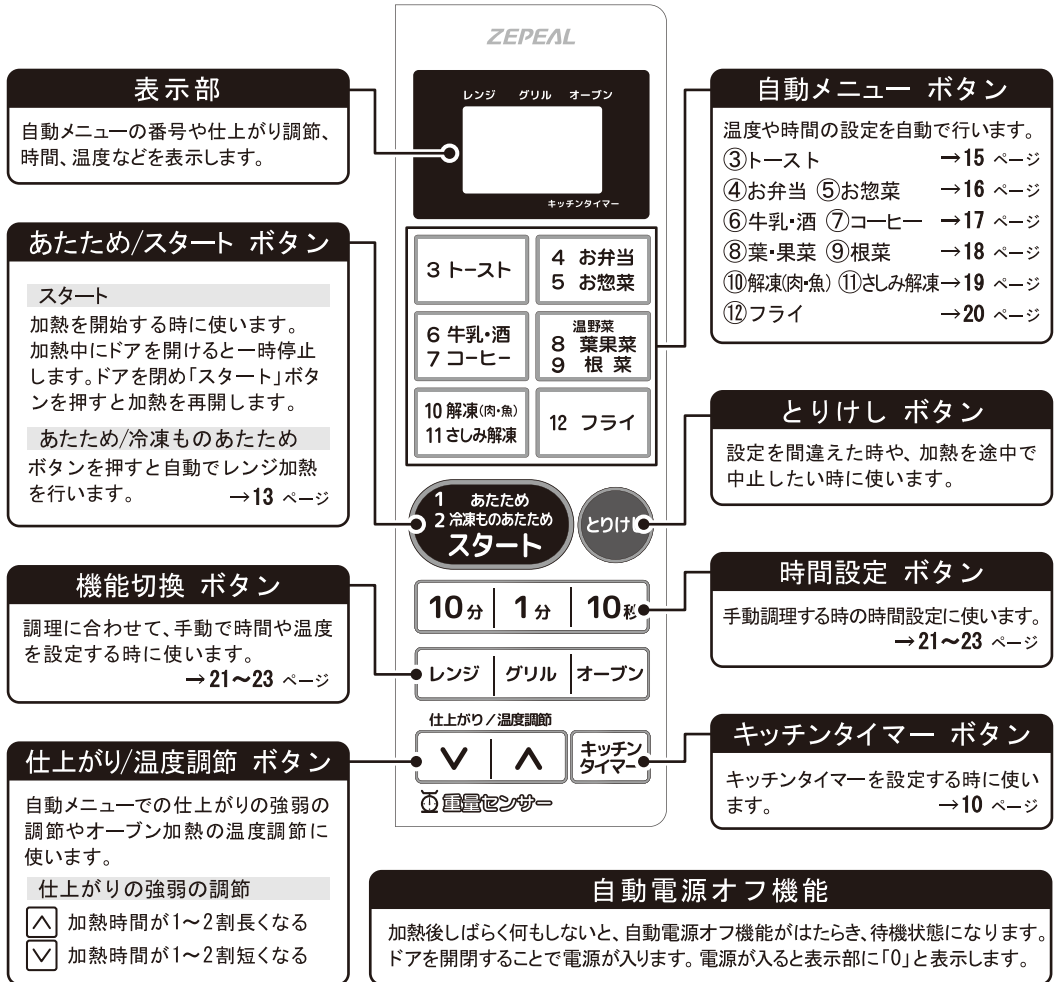 ZEPEAL
レンジ グリル オーブン
キッチンタイマー
3 トースト
4 お弁当
5 お惣菜
6 牛乳・酒
7 コーヒー
温野菜
8 葉果菜
9 根 菜
10 解凍(肉・魚)
11 さしみ解凍
12 フライ
1 あたため
2 冷凍ものあたため
スタート
とりけし
10分 1分 10秒
レンジ グリル オーブン
仕上がり/温度調節
∨ ∧
キッチン
タイマー
重量センサー
表示部
自動メニューの番号や仕上がり調節、
時間、温度などを表示します。
あたため/スタート ボタン
スタート
加熱を開始する時に使います。
加熱中にドアを開けると一時停止
します。ドアを閉め「スタート」ボタ
ンを押すと加熱を再開します。
あたため/冷凍ものあたため
ボタンを押すと自動でレンジ加熱
を行います。 →13 ページ
機能切換 ボタン
調理に合わせて、手動で時間や温度
を設定する時に使います。
→21〜23 ページ
仕上がり/温度調節 ボタン
自動メニューでの仕上がりの強弱の
調節やオーブン加熱の温度調節に
使います。
仕上がりの強弱の調節
∧ 加熱時間が1〜2割長くなる
∨ 加熱時間が1〜2割短くなる
自動メニュー ボタン
温度や時間の設定を自動で行います。
③トースト →15 ページ
④お弁当 ⑤お惣菜 →16 ページ
⑥牛乳・酒 ⑦コーヒー →17 ページ
⑧葉・果菜 ⑨根菜 →18 ページ
⑩解凍(肉・魚) ⑪さしみ解凍→19 ページ
⑫フライ →20 ページ
とりけし ボタン
設定を間違えた時や、加熱を途中で
中止したい時に使います。
時間設定 ボタン
手動調理する時の時間設定に使います。
→21〜23 ページ
キッチンタイマー ボタン
キッチンタイマーを設定する時に使い
ます。 →10 ページ
自動電源オフ機能
加熱後しばらく何もしないと、自動電源オフ機能がはたらき、待機状態になります。
ドアを開閉することで電源が入ります。電源が入ると表示部に「0」と表示します。